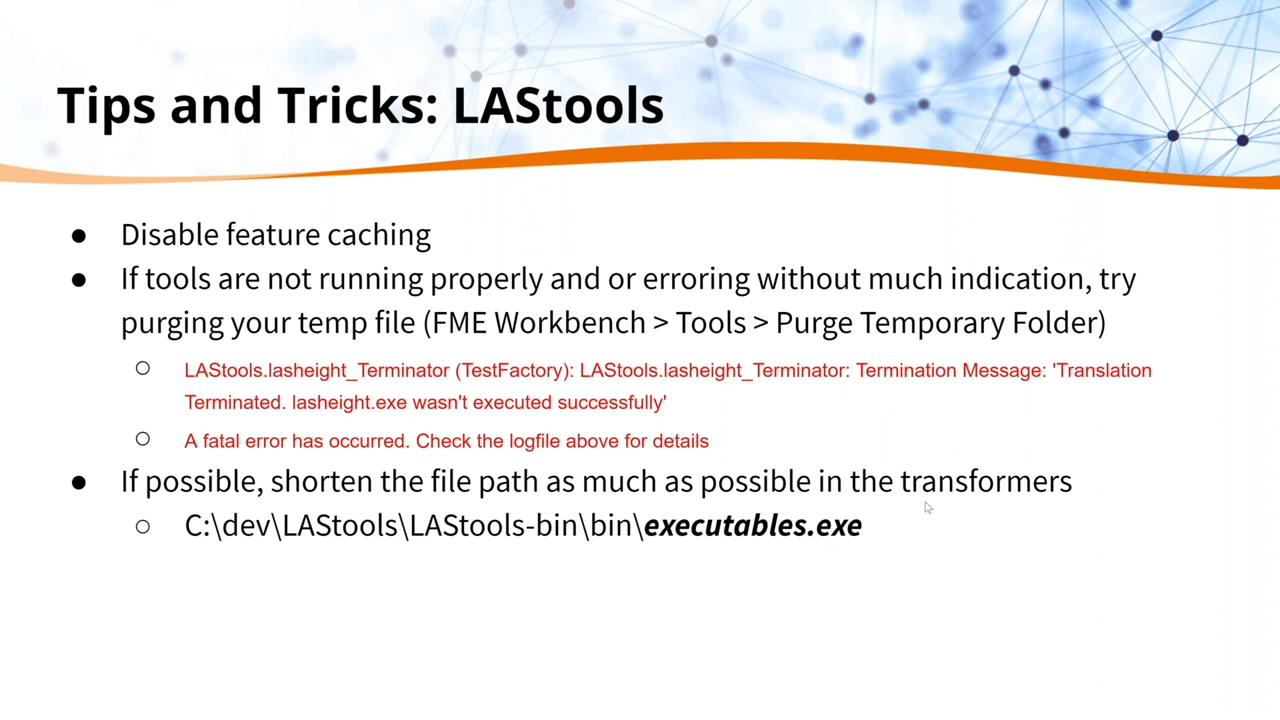 Tips and Tricks: LAStools
● Disable feature caching
● If tools are not running properly and or erroring without much indication, try
purging your temp file (FME Workbench > Tools > Purge Temporary Folder)
○ LAStools.lasheight_Terminator (TestFactory): LAStools.lasheight_Terminator: Termination Message: 'Translation
Terminated. lasheight.exe wasn't executed successfully'
○ A fatal error has occurred. Check the logfile above for details
● If possible, shorten the file path as much as possible in the transformers
○ C:\dev\LAStools\LAStools-bin\bin\executables.exe